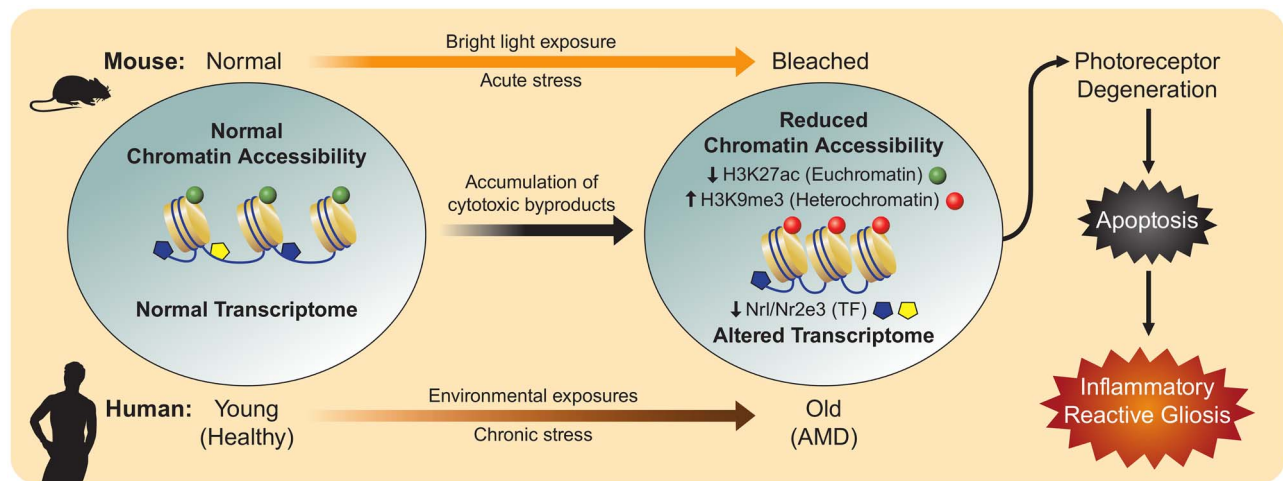 Mouse: Normal
Bright light exposure
Acute stress
Bleached
Photoreceptor
Degeneration
Normal
Chromatin Accessibility
Normal Transcriptome
Accumulation of
cytotoxic byproducts
Reduced
Chromatin Accessibility
↓ H3K27ac (Euchromatin)
↑ H3K9me3 (Heterochromatin)
↓ Nrl/Nr2e3 (TF)
Altered Transcriptome
Apoptosis
Inflammatory
Reactive Gliosis
Human: Young
(Healthy)
Environmental exposures
Chronic stress
Old
(AMD)